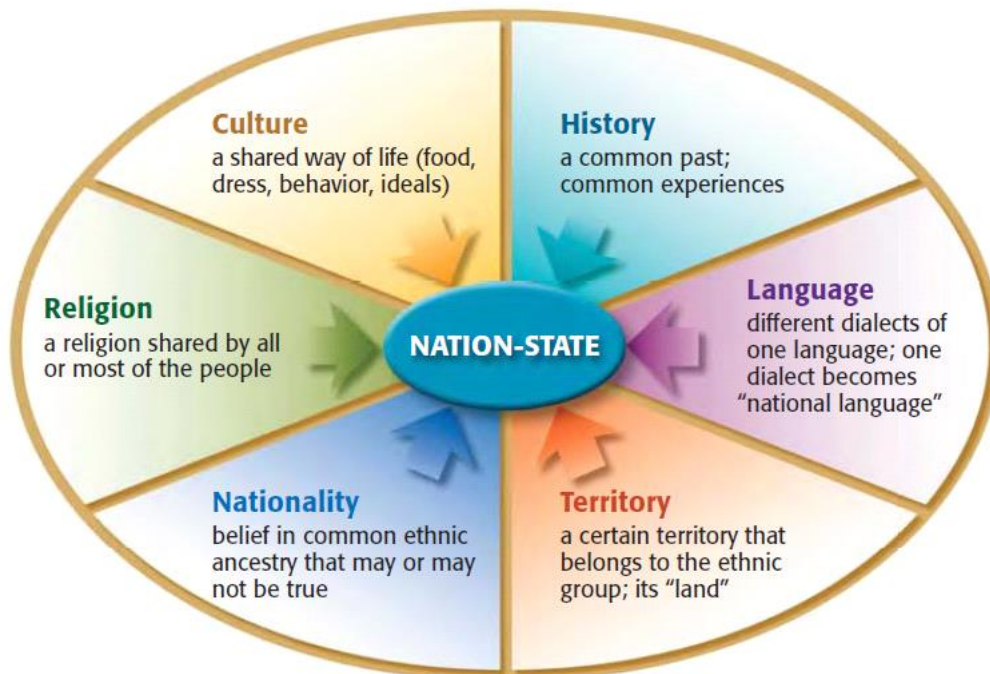 Culture
a shared way of life (food,
dress, behavior, ideals)
History
a common past;
common experiences
Religion
a religion shared by all
or most of the people
NATION-STATE
Language
different dialects of
one language; one
dialect becomes
“national language”
Nationality
belief in common ethnic
ancestry that may or may
not be true
Territory
a certain territory that
belongs to the ethnic
group; its “land”